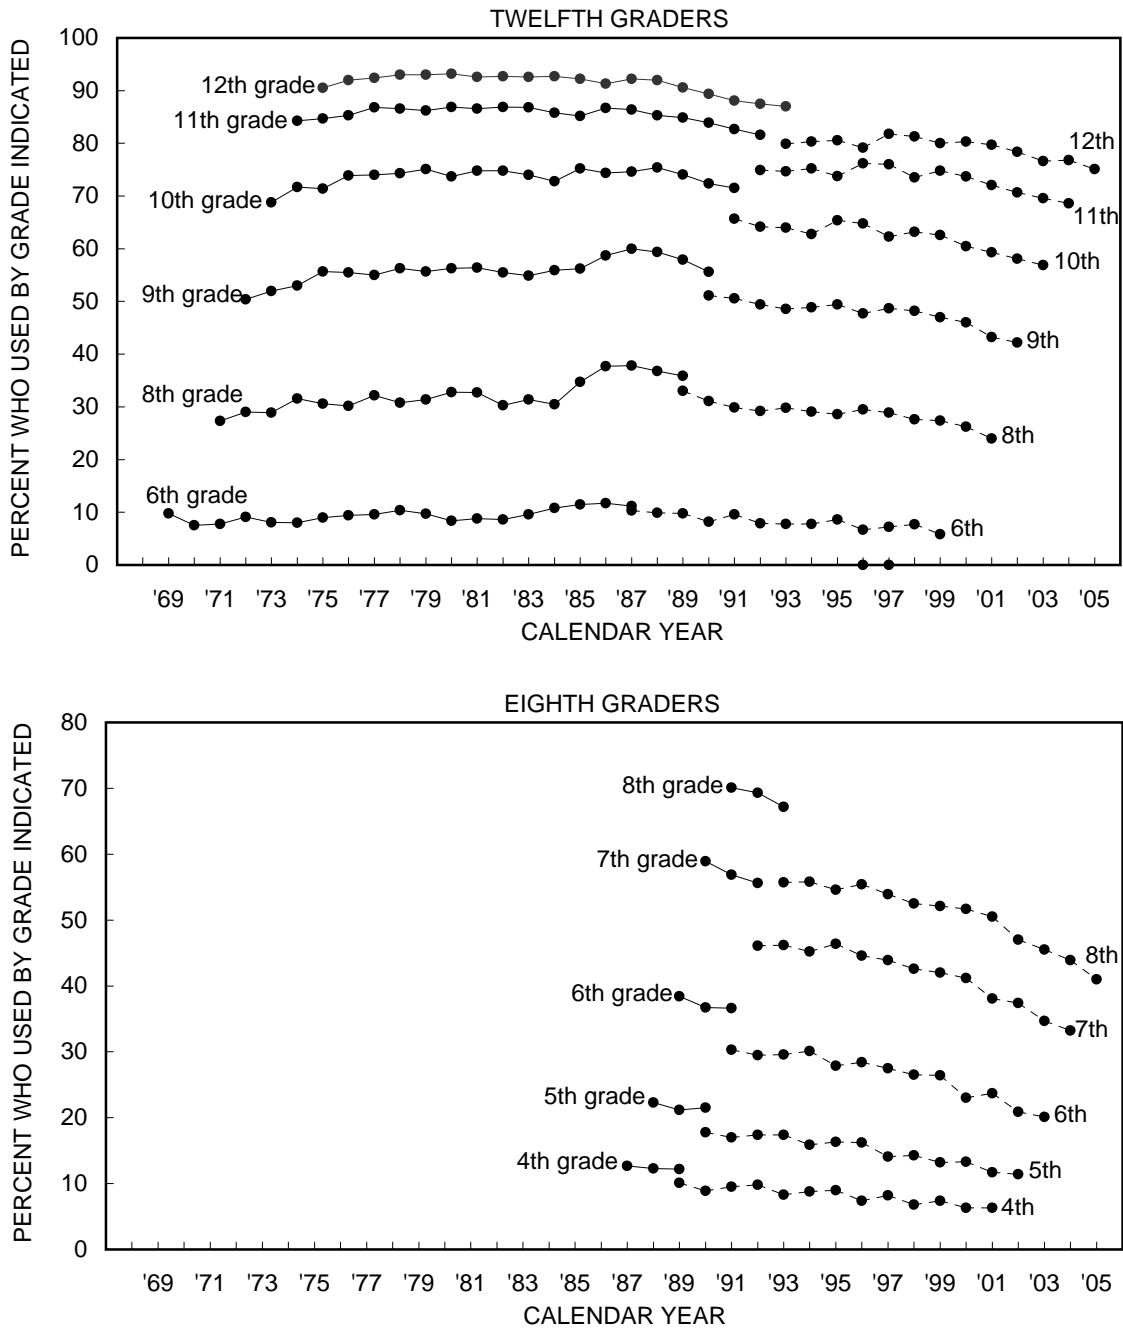 TWELFTH GRADERS
PERCENT WHO USED BY GRADE INDICATED
100
90
80
70
60
50
40
30
20
10
0
12th grade
11th grade
10th grade
9th grade
8th grade
6th grade
12th
11th
10th
9th
8th
6th
'69 '71 '73 '75 '77 '79 '81 '83 '85 '87 '89 '91 '93 '95 '97 '99 '01 '03 '05
CALENDAR YEAR
EIGHTH GRADERS
PERCENT WHO USED BY GRADE INDICATED
80
70
60
50
40
30
20
10
0
8th grade
7th grade
6th grade
5th grade
4th grade
8th
7th
6th
5th
4th
'69 '71 '73 '75 '77 '79 '81 '83 '85 '87 '89 '91 '93 '95 '97 '99 '01 '03 '05
CALENDAR YEAR